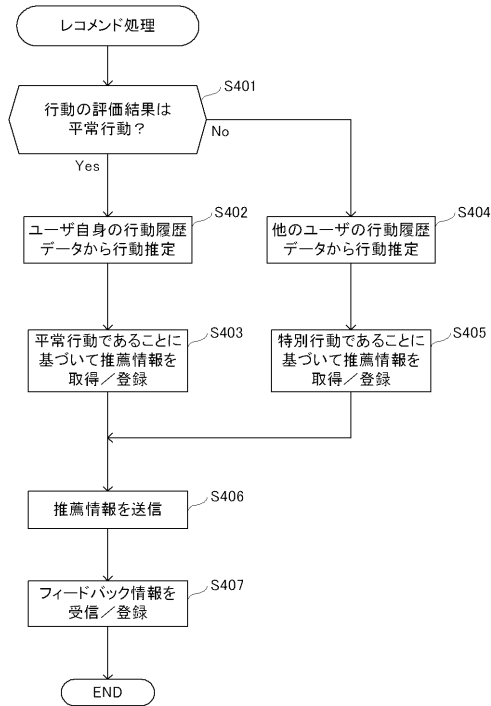 レコメンド処理
S401
行動の評価結果は
平常行動？
No
Yes
S402
ユーザ自身の行動履歴
データから行動推定
S404
他のユーザの行動履歴
データから行動推定
S403
平常行動であることに
基づいて推薦情報を
取得／登録
S405
特別行動であることに
基づいて推薦情報を
取得／登録
S406
推薦情報を送信
S407
フィードバック情報を
受信／登録
END